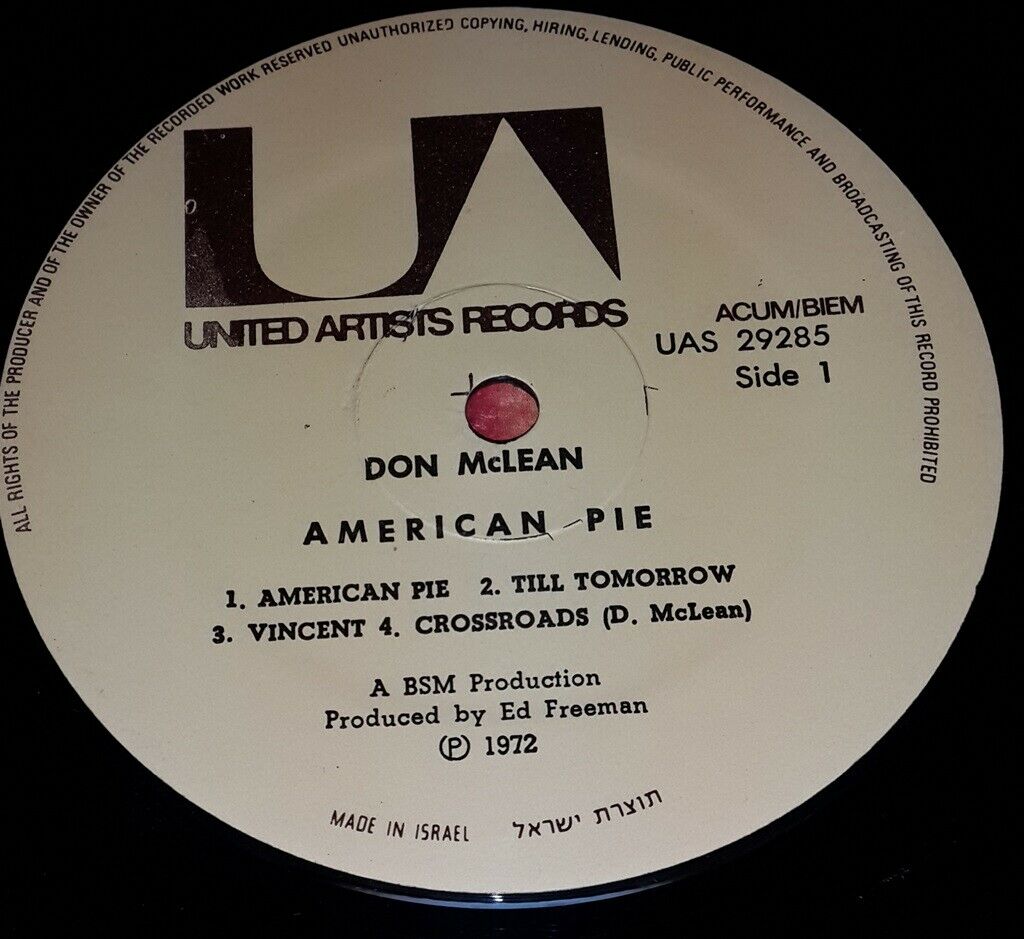 ALL RIGHTS OF THE PRODUCER AND OF THE OWNER OF THE RECORDED WORK RESERVED UNAUTHORIZED COPYING, HIRING, LENDING, PUBLIC PERFORMANCE AND BROADCASTING OF THIS RECORD PROHIBITED
UA
UNITED ARTISTS RECORDS
ACUM/BIEM
UAS 29285
Side 1
DON McLEAN
AMERICAN PIE
1. AMERICAN PIE 2. TILL TOMORROW
3. VINCENT 4. CROSSROADS (D. McLean)
A BSM Production
Produced by Ed Freeman
Ⓟ 1972
MADE IN ISRAEL תוצרת ישראל